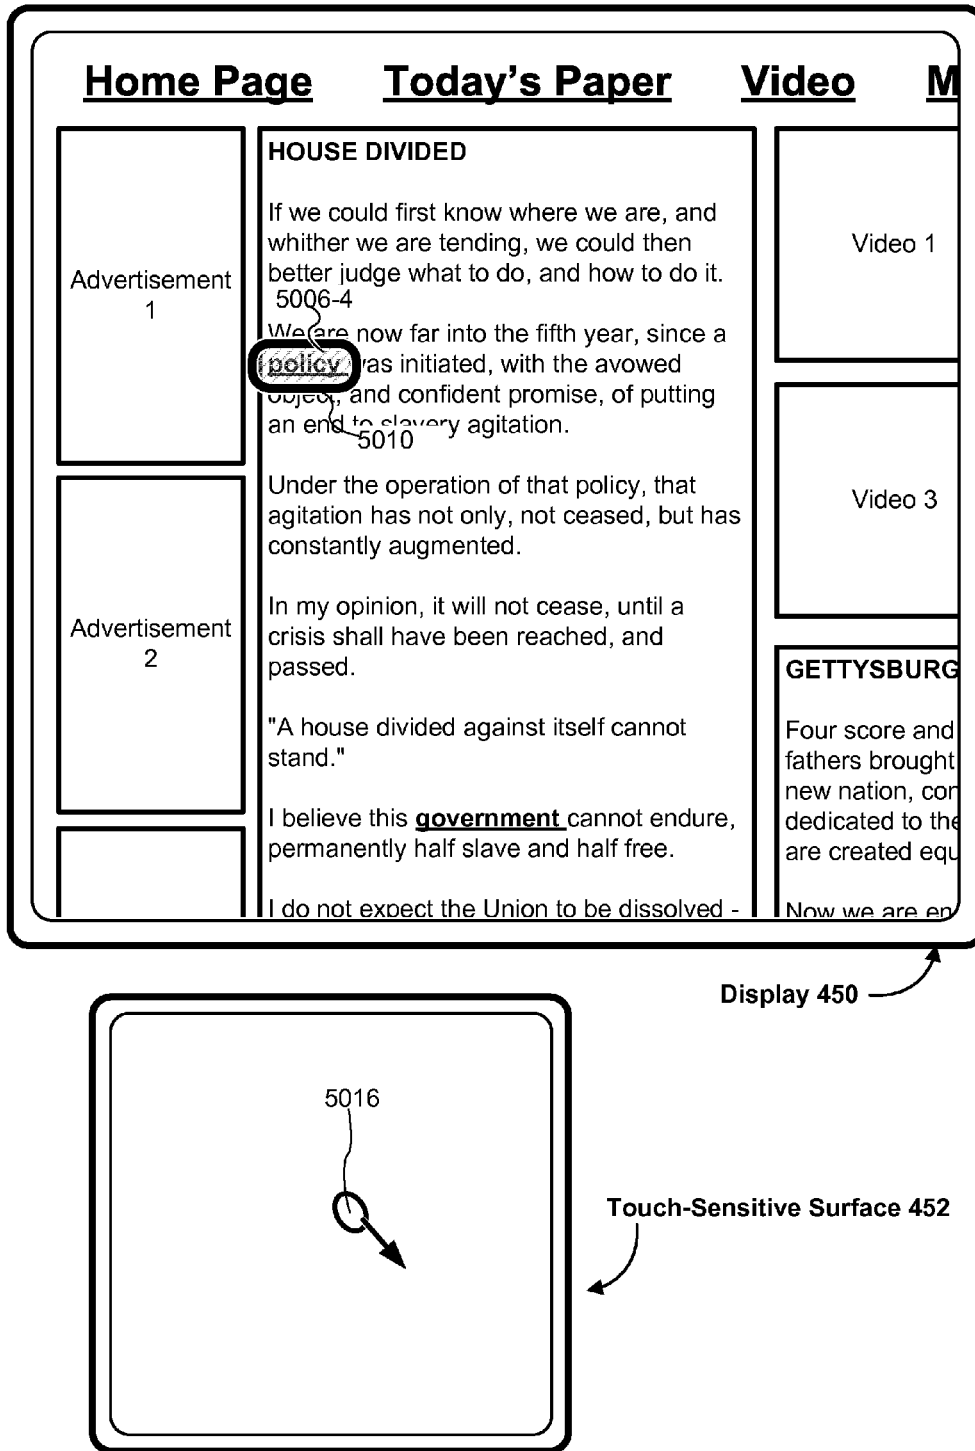 Home Page Today's Paper Video M
Advertisement
1
Advertisement
2
HOUSE DIVIDED
If we could first know where we are, and
whither we are tending, we could then
better judge what to do, and how to do it.
5006-4
We are now far into the fifth year, since a
policy was initiated, with the avowed
object, and confident promise, of putting
an end to slavery agitation.
5010
Under the operation of that policy, that
agitation has not only, not ceased, but has
constantly augmented.
In my opinion, it will not cease, until a
crisis shall have been reached, and
passed.
"A house divided against itself cannot
stand."
I believe this government cannot endure,
permanently half slave and half free.
I do not expect the Union to be dissolved -
Video 1
Video 3
GETTYSBURG
Four score and
fathers brought
new nation, con
dedicated to the
are created equ
Now we are en
Display 450
5016
Touch-Sensitive Surface 452